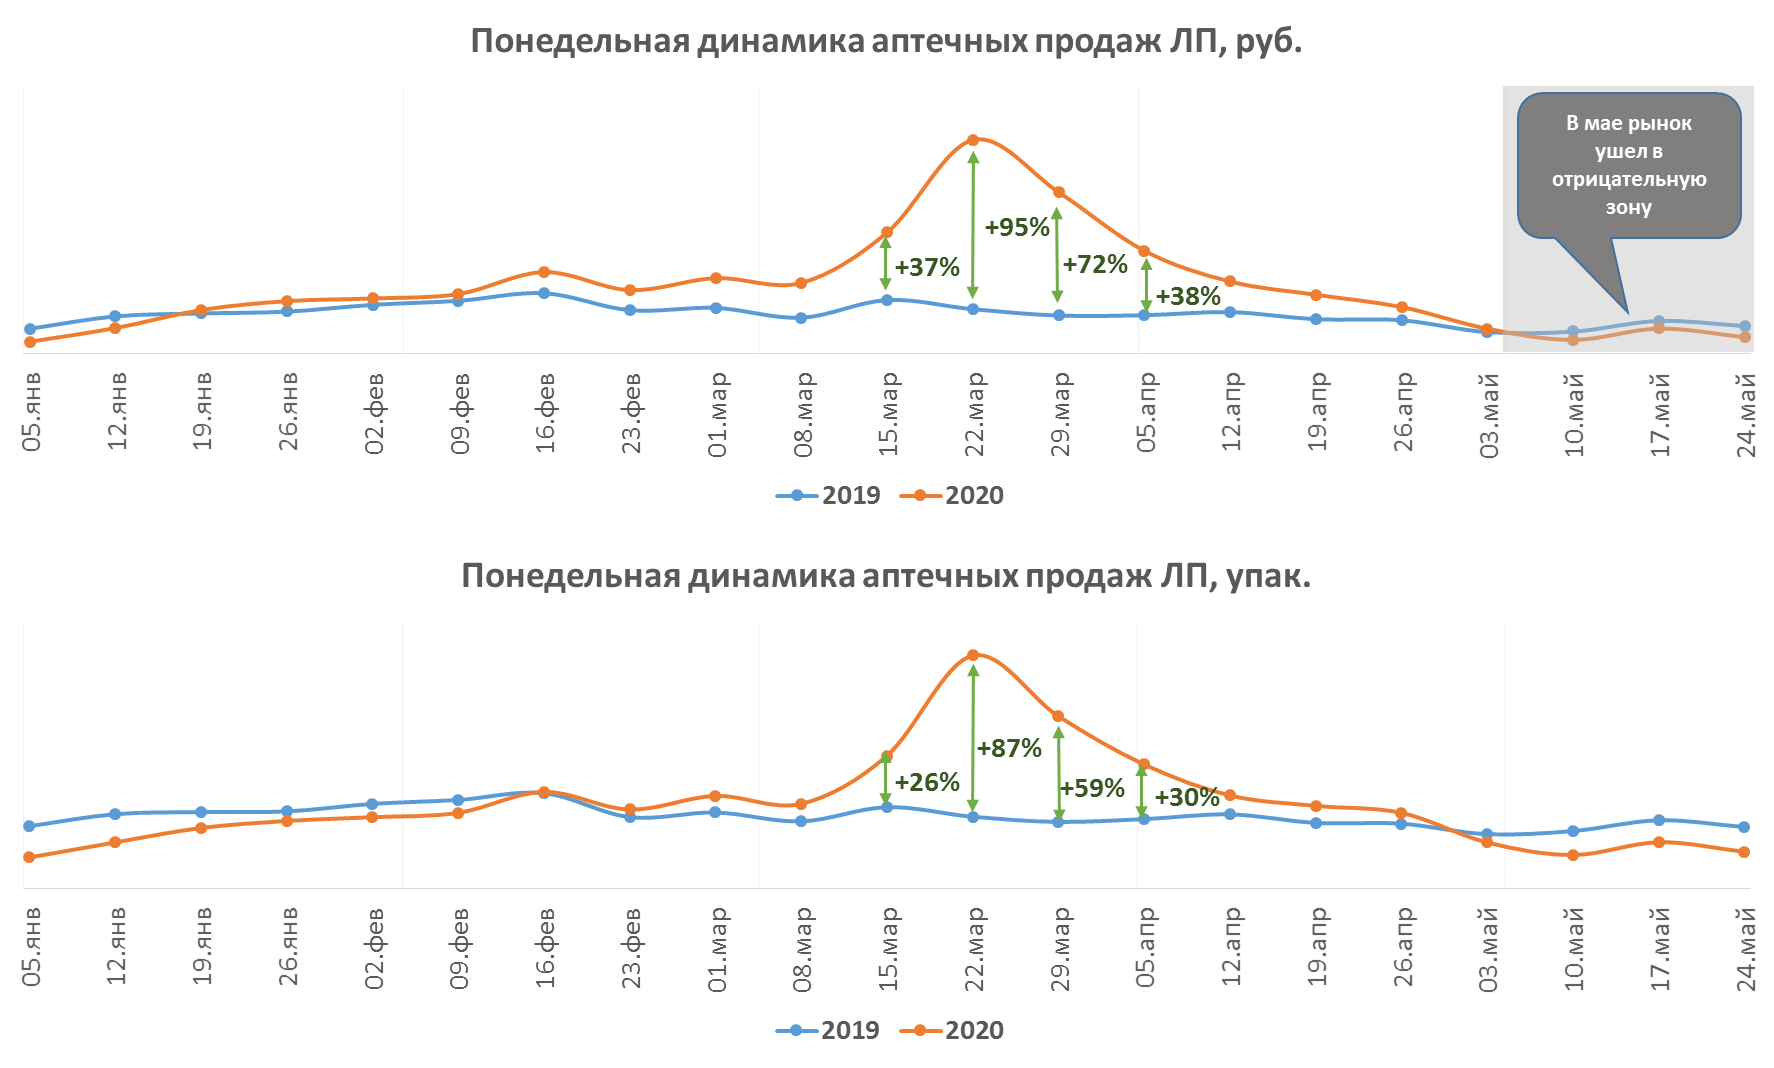 Понедельная динамика аптечных продаж ЛП, руб.
В мае рынок
ушел в
отрицательную
зону
+95%
+37%
+72%
+38%
05.янв
12.янв
19.янв
26.янв
02.фев
09.фев
16.фев
23.фев
01.мар
08.мар
15.мар
22.мар
29.мар
05.апр
12.апр
19.апр
26.апр
03.май
10.май
17.май
24.май
2019 2020
Понедельная динамика аптечных продаж ЛП, упак.
+87%
+26%
+59%
+30%
05.янв
12.янв
19.янв
26.янв
02.фев
09.фев
16.фев
23.фев
01.мар
08.мар
15.мар
22.мар
29.мар
05.апр
12.апр
19.апр
26.апр
03.май
10.май
17.май
24.май
2019 2020